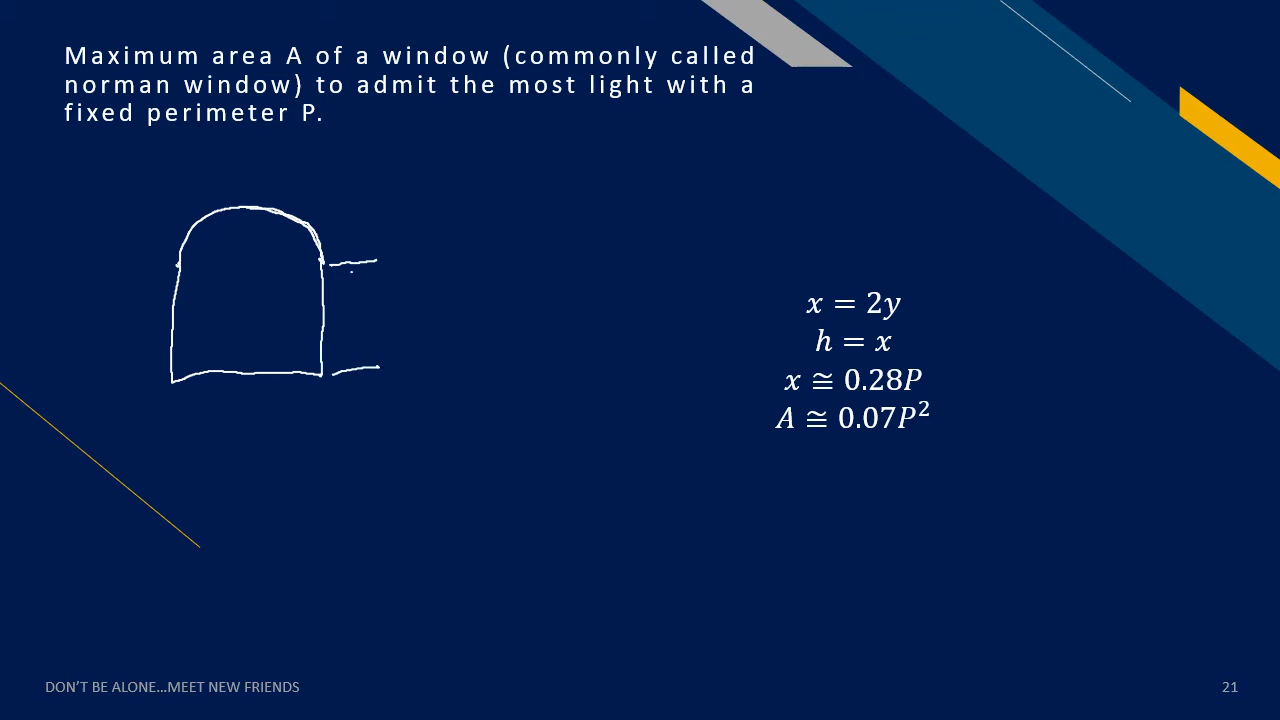 Maximum area A of a window (commonly called
norman window) to admit the most light with a
fixed perimeter P.
x = 2y
h = x
x ≅ 0.28P
A ≅ 0.07P²
DON'T BE ALONE...MEET NEW FRIENDS
21